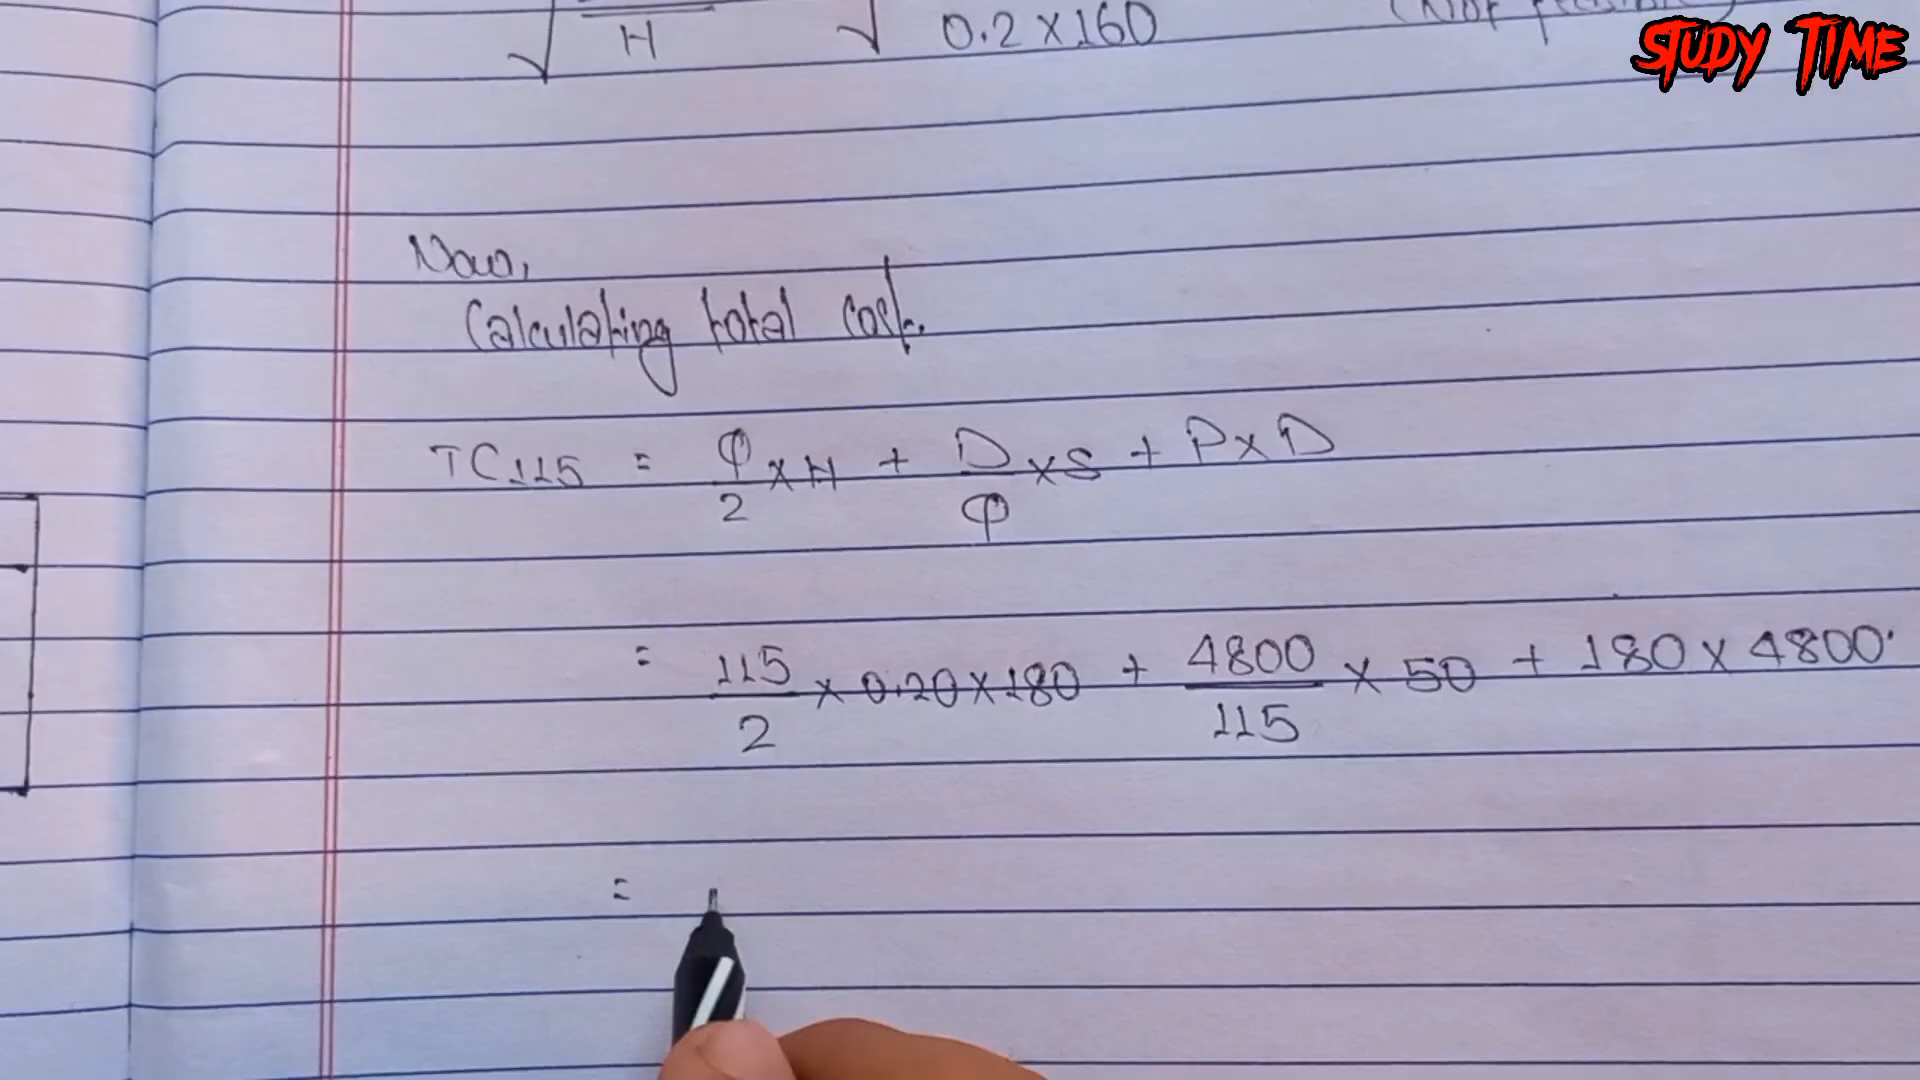 H 0.2 × 160
STUDY TIME
Now,
Calculating total cost.
TC115 = Q/2 × H + D/Q × S + P × D
= 115/2 × 0.20 × 180 + 4800/115 × 50 + 180 × 4800
=